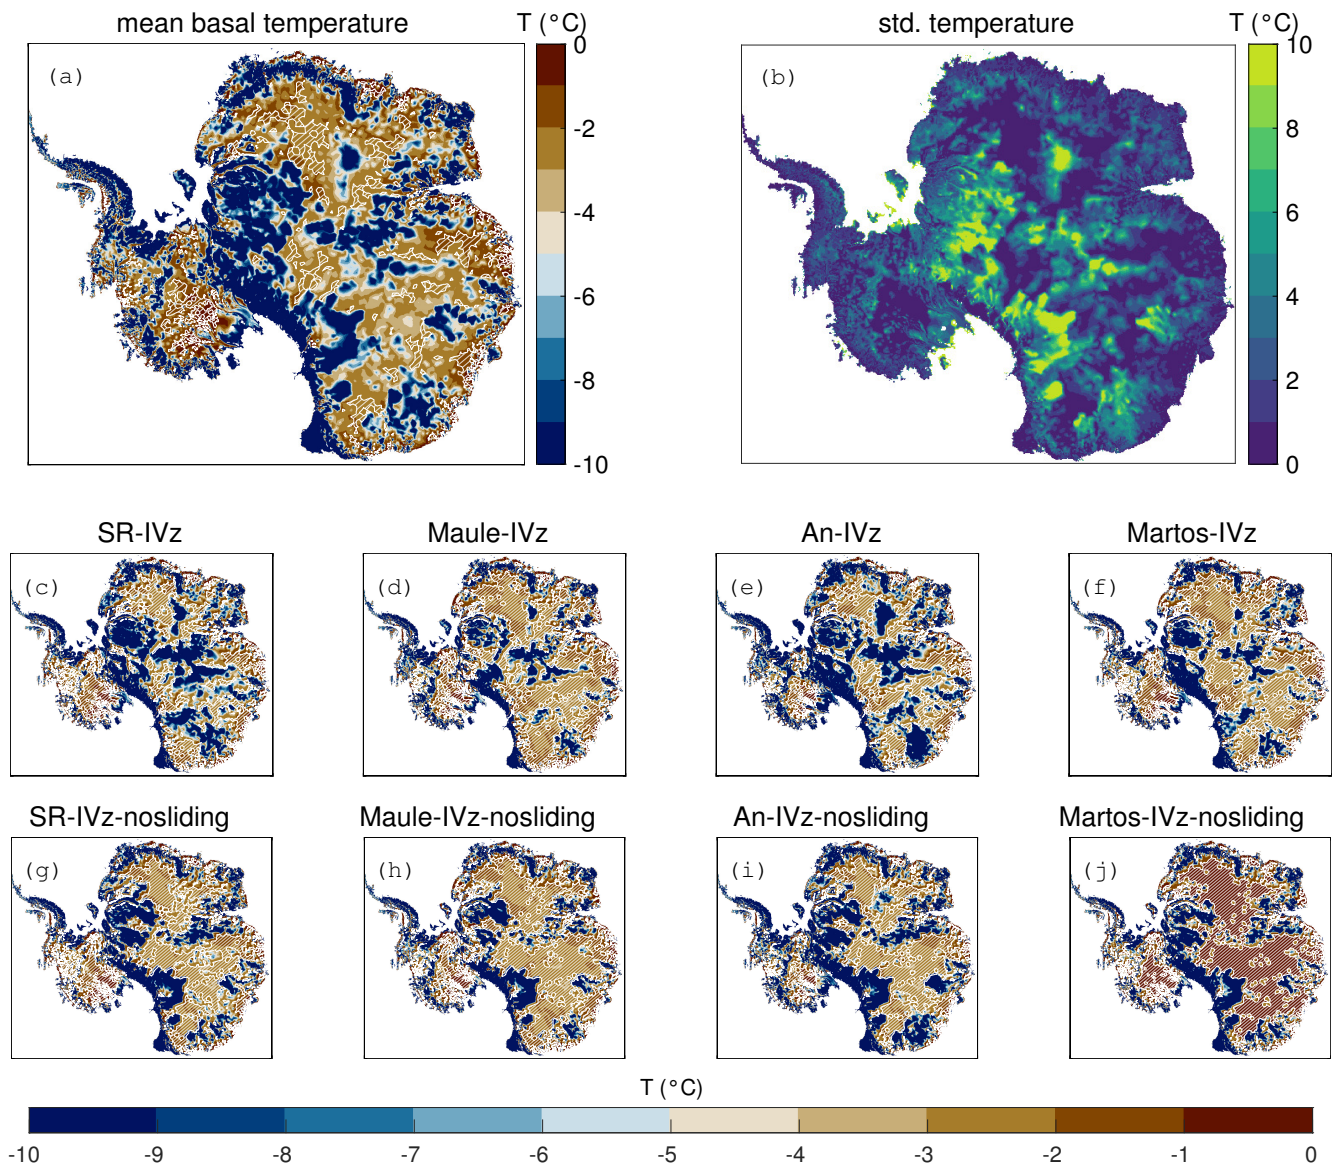 mean basal temperature
T (°C)
std. temperature
T (°C)
(a)
0
-2
-4
-6
-8
-10
(b)
10
8
6
4
2
0
SR-IVz
Maule-IVz
An-IVz
Martos-IVz
(c)
(d)
(e)
(f)
SR-IVz-nosliding
Maule-IVz-nosliding
An-IVz-nosliding
Martos-IVz-nosliding
(g)
(h)
(i)
(j)
T (°C)
-10 -9 -8 -7 -6 -5 -4 -3 -2 -1 0